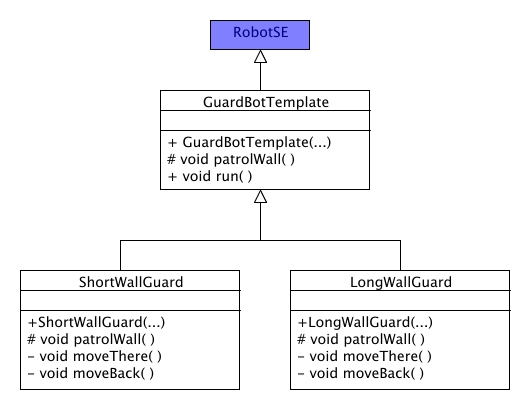 RobotSE
GuardBotTemplate
+ GuardBotTemplate(...)
# void patrolWall( )
+ void run( )
ShortWallGuard
+ShortWallGuard(...)
# void patrolWall( )
- void moveThere( )
- void moveBack( )
LongWallGuard
+LongWallGuard(...)
# void patrolWall( )
- void moveThere( )
- void moveBack( )